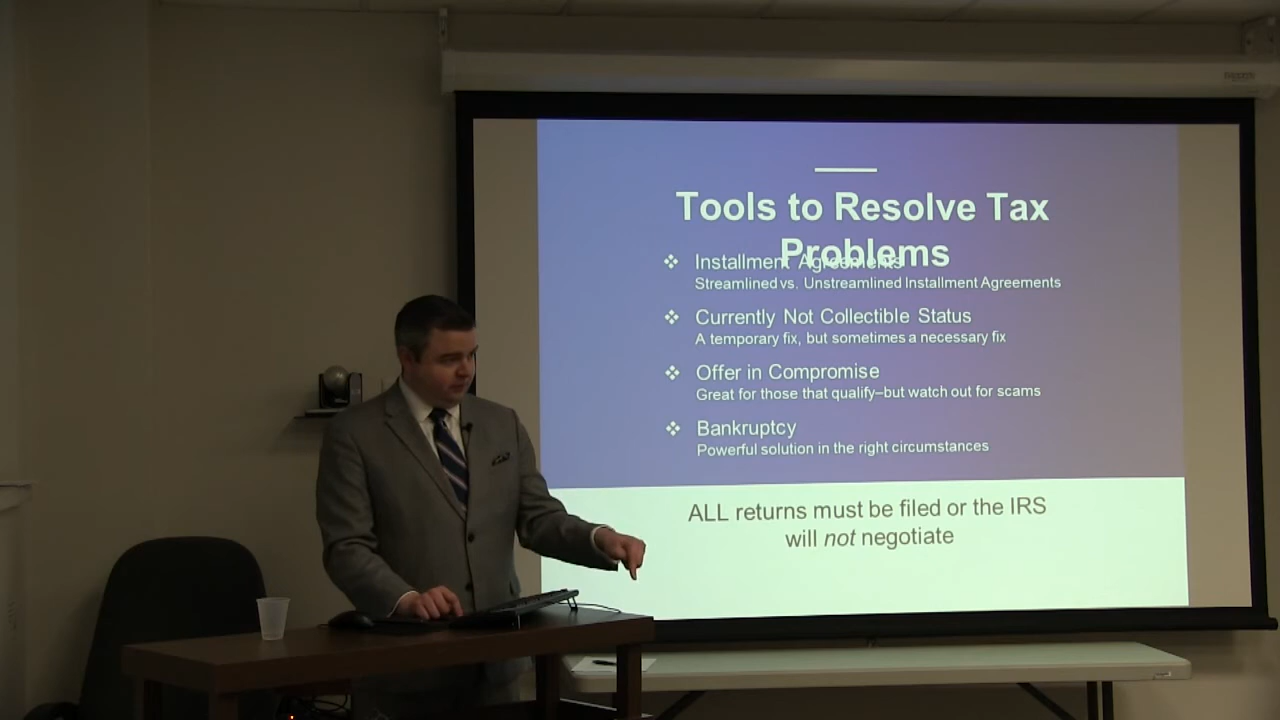 Tools to Resolve Tax
Problems
❖ Installment Agreements
Streamlined vs. Unstreamlined Installment Agreements
❖ Currently Not Collectible Status
A temporary fix, but sometimes a necessary fix
❖ Offer in Compromise
Great for those that qualify–but watch out for scams
❖ Bankruptcy
Powerful solution in the right circumstances
ALL returns must be filed or the IRS
will not negotiate